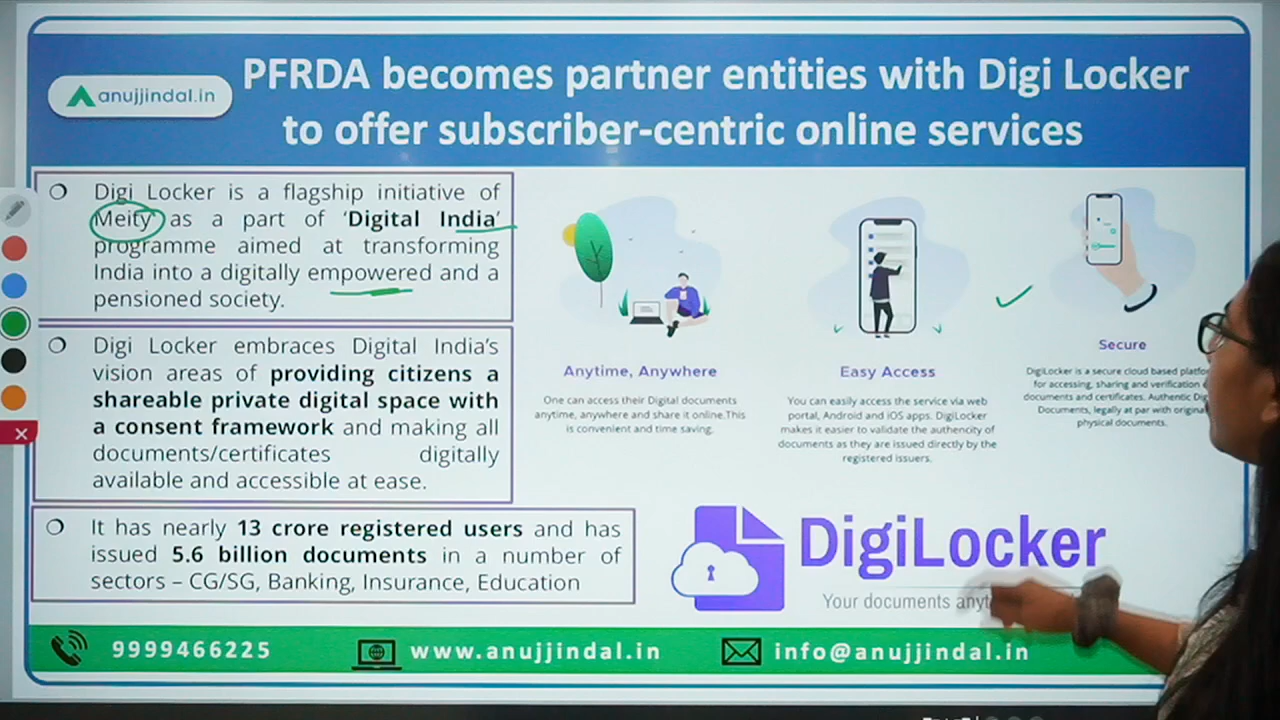 anujjindal.in
PFRDA becomes partner entities with Digi Locker
to offer subscriber-centric online services
Digi Locker is a flagship initiative of
Meity as a part of ‘Digital India’
programme aimed at transforming
India into a digitally empowered and a
pensioned society.
Digi Locker embraces Digital India’s
vision areas of providing citizens a
shareable private digital space with
a consent framework and making all
documents/certificates digitally
available and accessible at ease.
It has nearly 13 crore registered users and has
issued 5.6 billion documents in a number of
sectors – CG/SG, Banking, Insurance, Education
Anytime, Anywhere
One can access their Digital documents
anytime, anywhere and share it online.This
is convenient and time saving.
Easy Access
You can easily access the service via web
portal, Android and iOS apps. DigiLocker
makes it easier to validate the authencity of
documents as they are issued directly by the
registered issuers.
Secure
DigiLocker is a secure cloud based
for accessing, sharing and verification
documents and certificates. Authentic
Documents, legally at par with
physical documents.
DigiLocker
Your documents
9999466225
www.anujjindal.in
info@anujjindal.in